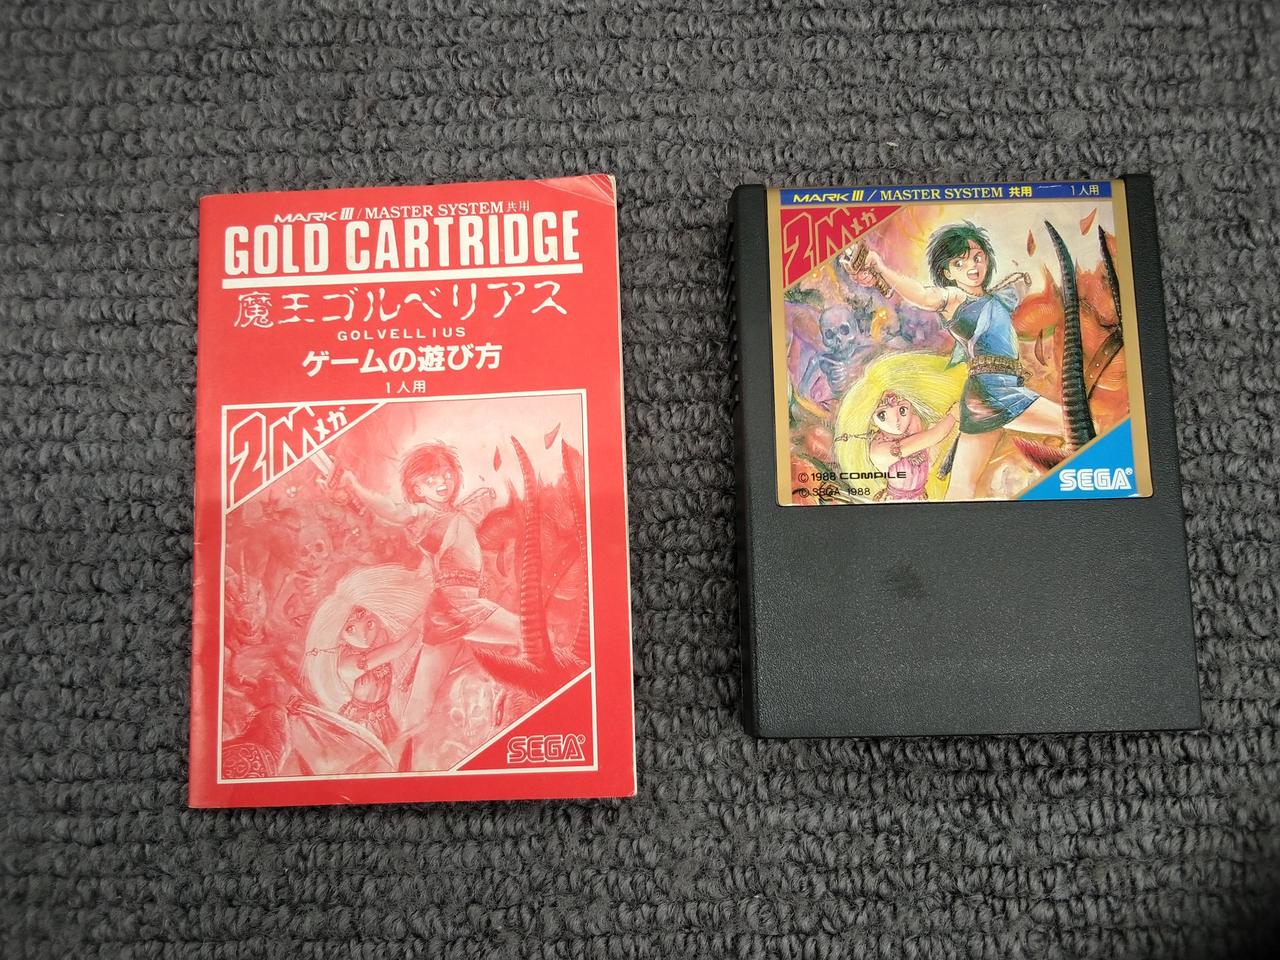 MARK III / MASTER SYSTEM 共用
GOLD CARTRIDGE
魔王ゴルベリアス
GOLVELLIUS
ゲームの遊び方
1人用
2Mメガ
SEGA
MARK III / MASTER SYSTEM 共用 1人用
2Mメガ
© 1988 COMPILE
© SEGA 1988
SEGA®